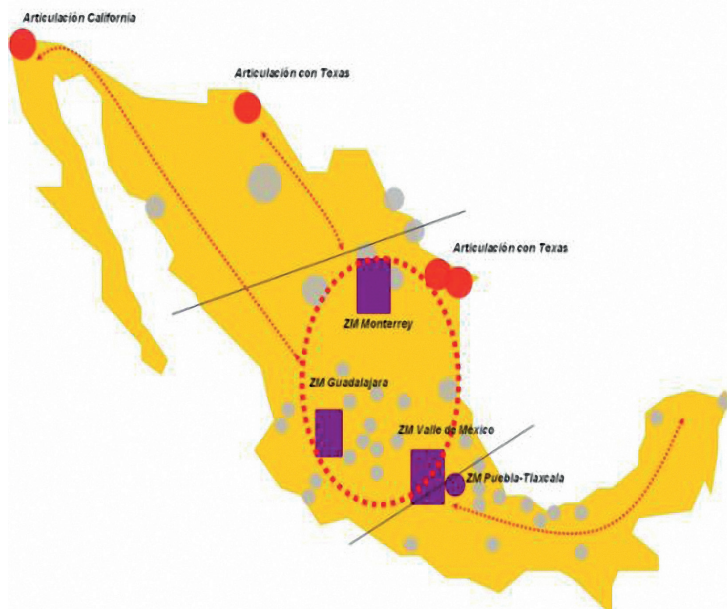 Articulación California
Articulación con Texas
Articulación con Texas
ZM Monterrey
ZM Guadalajara
ZM Valle de México
ZM Puebla-Tlaxcala